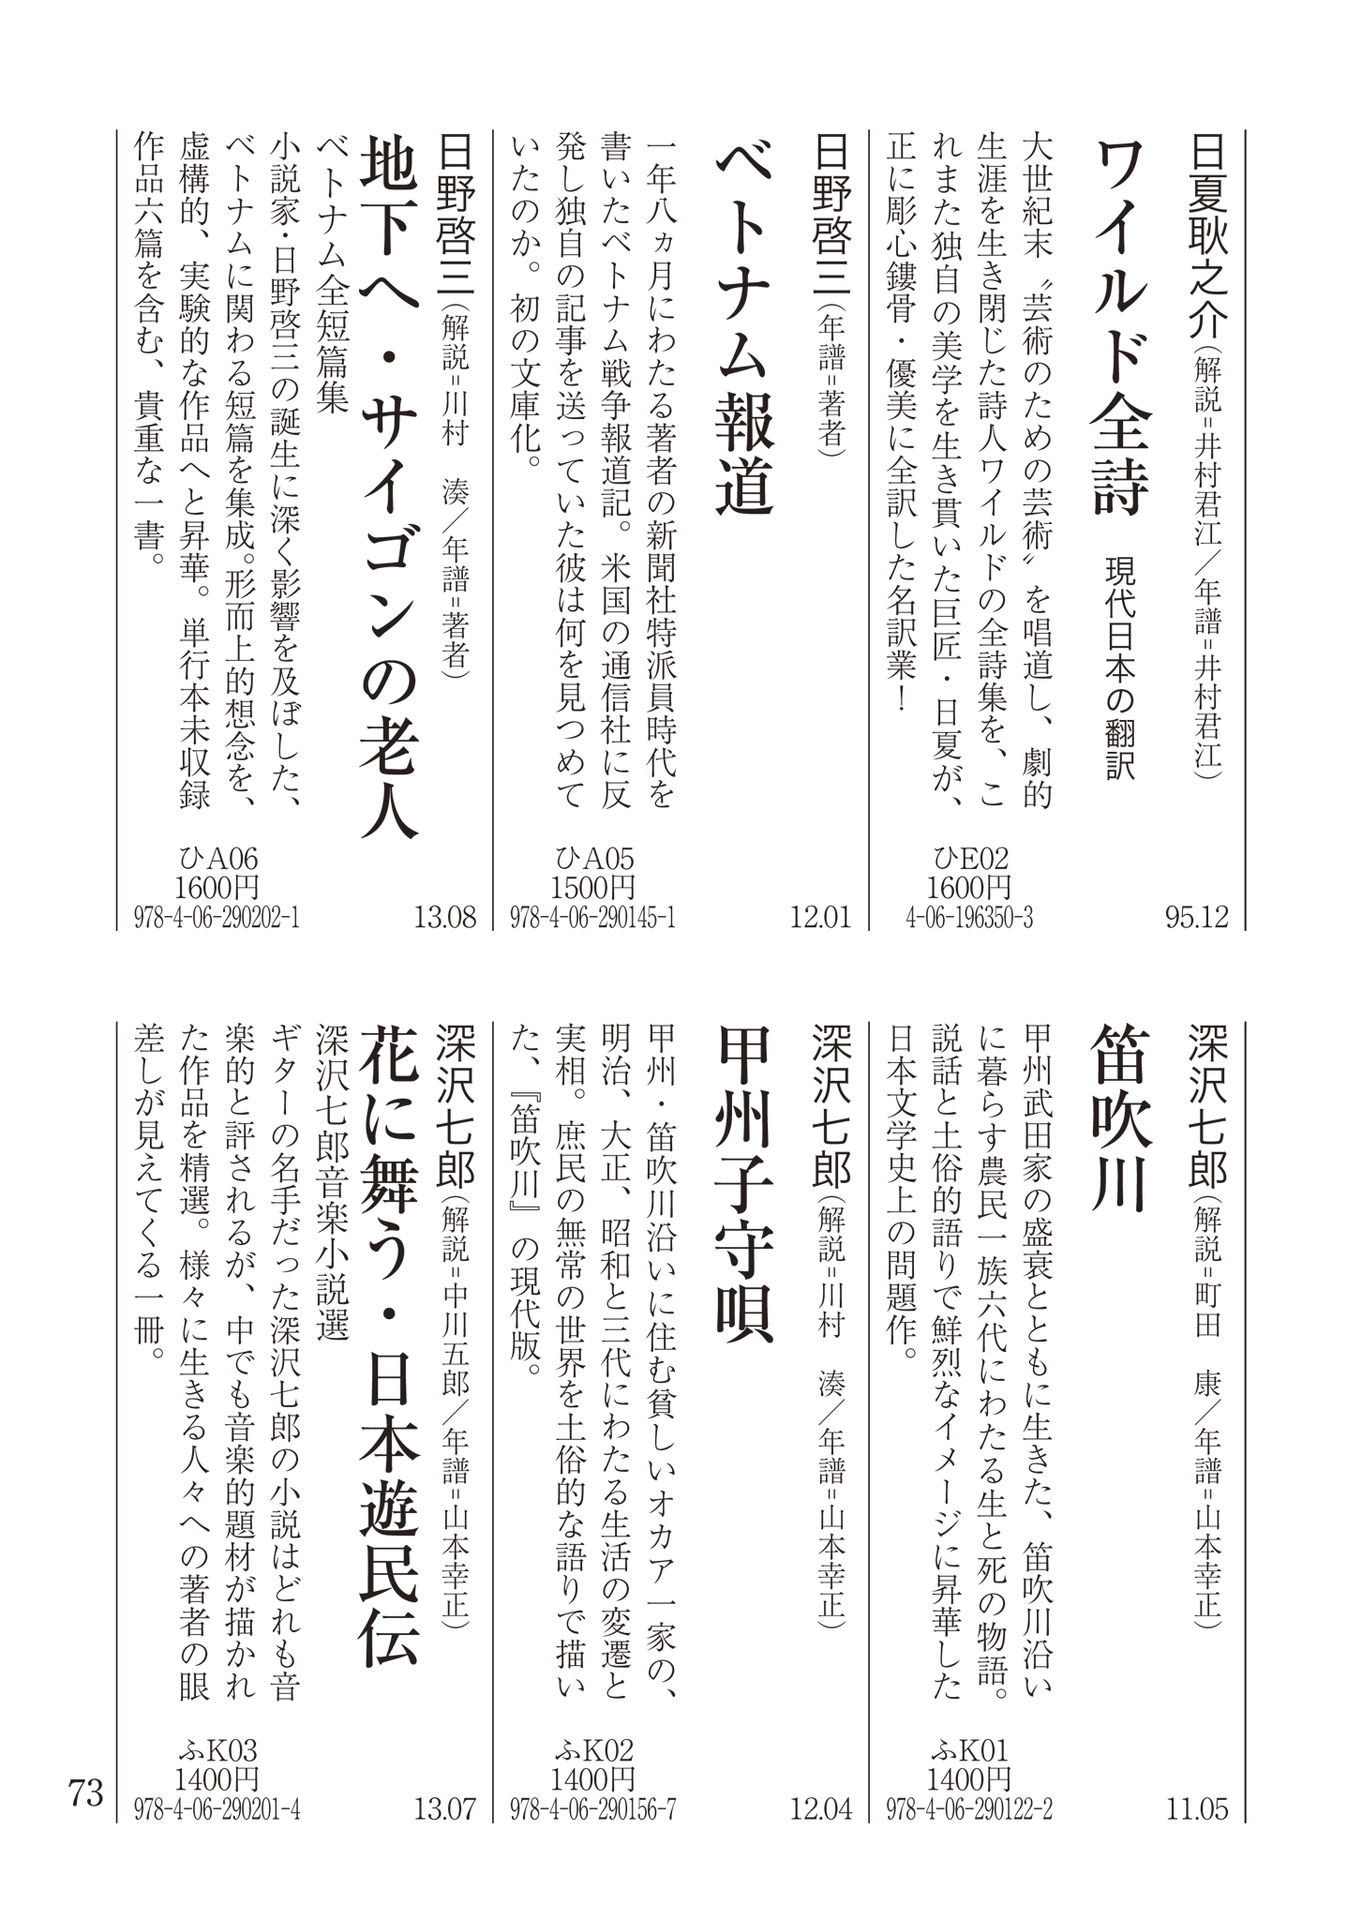 日夏耿之介(解説=井村君江／年譜=井村君江)
ワイルド全詩　現代日本の翻訳
大世紀末〝芸術のための芸術〟を唱道し、劇的
生涯を生き閉じた詩人ワイルドの全詩集を、こ
れまた独自の美学を生き貫いた巨匠・日夏が、
正に彫心鏤骨・優美に全訳した名訳業！
ひE02
1600円
4-06-196350-3
95.12
日野啓三(年譜=著者)
ベトナム報道
一年八ヵ月にわたる著者の新聞社特派員時代を
書いたベトナム戦争報道記。米国の通信社に反
発し独自の記事を送っていた彼は何を見つめて
いたのか。初の文庫化。
ひA05
1500円
978-4-06-290145-1
12.01
日野啓三(解説=川村　湊／年譜=著者)
地下へ・サイゴンの老人
ベトナム全短篇集
小説家・日野啓三の誕生に深く影響を及ぼした、
ベトナムに関わる短篇を集成。形而上的想念を、
虚構的、実験的な作品へと昇華。単行本未収録
作品六篇を含む、貴重な一書。
ひA06
1600円
978-4-06-290202-1
13.08
深沢七郎(解説=町田　康／年譜=山本幸正)
笛吹川
甲州武田家の盛衰とともに生きた、笛吹川沿い
に暮らす農民一族六代にわたる生と死の物語。
説話と土俗的語りで鮮烈なイメージに昇華した
日本文学史上の問題作。
ふK01
1400円
978-4-06-290122-2
11.05
深沢七郎(解説=川村　湊／年譜=山本幸正)
甲州子守唄
甲州・笛吹川沿いに住む貧しいオカア一家の、
明治、大正、昭和と三代にわたる生活の変遷と
実相。庶民の無常の世界を土俗的な語りで描い
た、『笛吹川』の現代版。
ふK02
1400円
978-4-06-290156-7
12.04
深沢七郎(解説=中川五郎／年譜=山本幸正)
花に舞う・日本遊民伝
深沢七郎音楽小説選
ギターの名手だった深沢七郎の小説はどれも音
楽的と評されるが、中でも音楽的題材が描かれ
た作品を精選。様々に生きる人々への著者の眼
差しが見えてくる一冊。
ふK03
1400円
978-4-06-290201-4
13.07
73